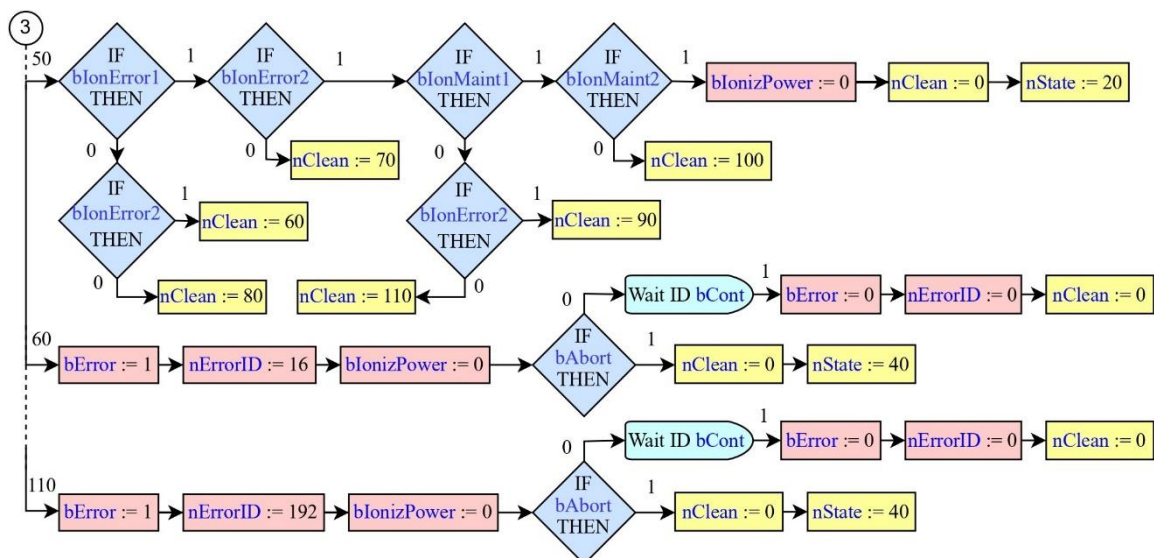 3
50
IF
bIonError1
THEN
1
IF
bIonError2
THEN
1
IF
bIonMaint1
THEN
1
IF
bIonMaint2
THEN
1
bIonizPower := 0
nClean := 0
nState := 20
0
0
nClean := 70
0
0
nClean := 100
IF
bIonError2
THEN
1
nClean := 60
IF
bIonError2
THEN
1
nClean := 90
0
nClean := 80
nClean := 110
0
60
bError := 1
nErrorID := 16
bIonizPower := 0
IF
bAbort
THEN
0
Wait ID bCont
1
bError := 0
nErrorID := 0
nClean := 0
1
nClean := 0
nState := 40
110
bError := 1
nErrorID := 192
bIonizPower := 0
IF
bAbort
THEN
0
Wait ID bCont
1
bError := 0
nErrorID := 0
nClean := 0
1
nClean := 0
nState := 40